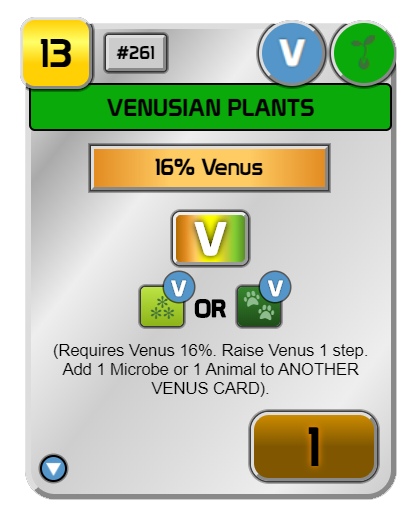 13 #261 V
VENUSIAN PLANTS
16% Venus
V
V OR V
(Requires Venus 16%. Raise Venus 1 step.
Add 1 Microbe or 1 Animal to ANOTHER
VENUS CARD).
1